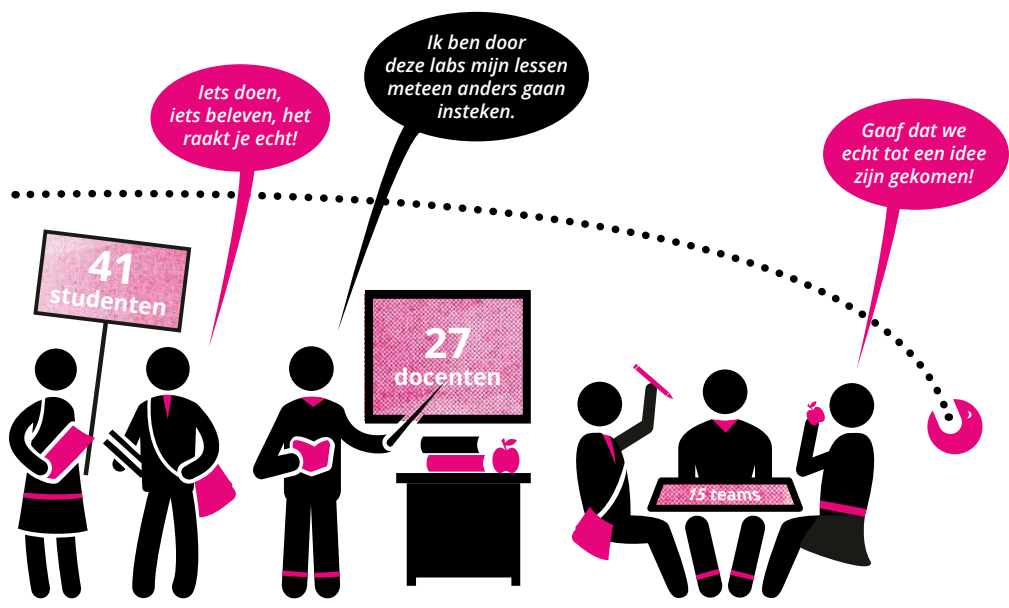 Iets doen,
iets beleven, het
raakt je echt!
Ik ben door
deze labs mijn lessen
meteen anders gaan
insteken.
Gaaf dat we
echt tot een idee
zijn gekomen!
41
studenten
27
docenten
15 teams